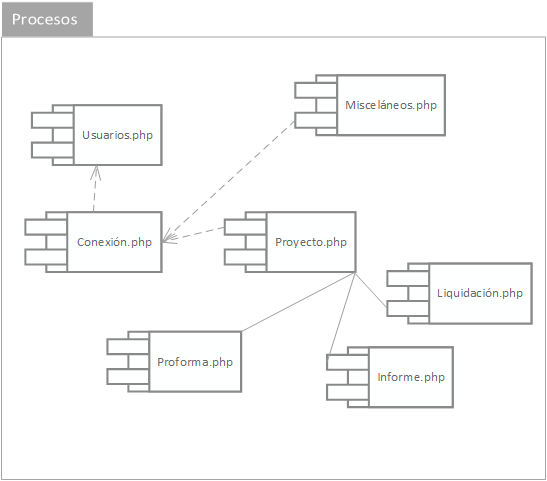 Procesos
Misceláneos.php
Usuarios.php
Conexión.php
Proyecto.php
Liquidación.php
Proforma.php
Informe.php